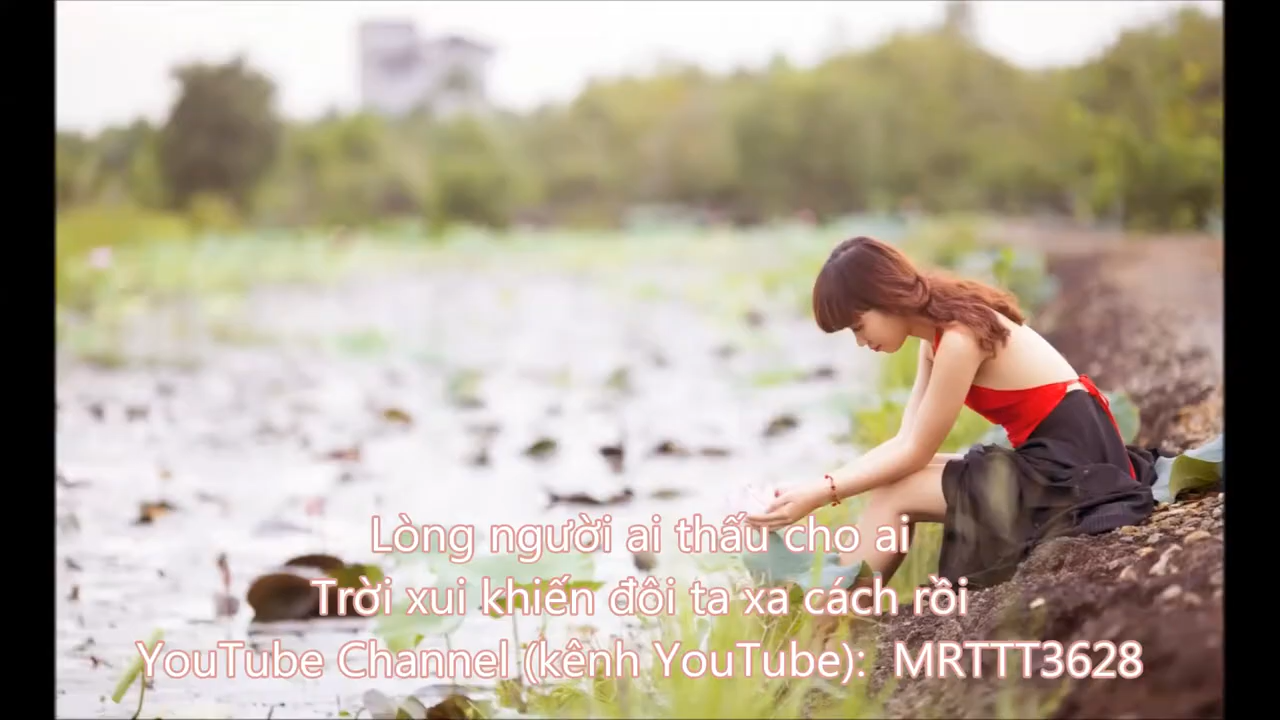 Lòng người ai thấu cho ai
Trời xui khiến đôi ta xa cách rồi
YouTube Channel (kênh YouTube): MRTTT3628